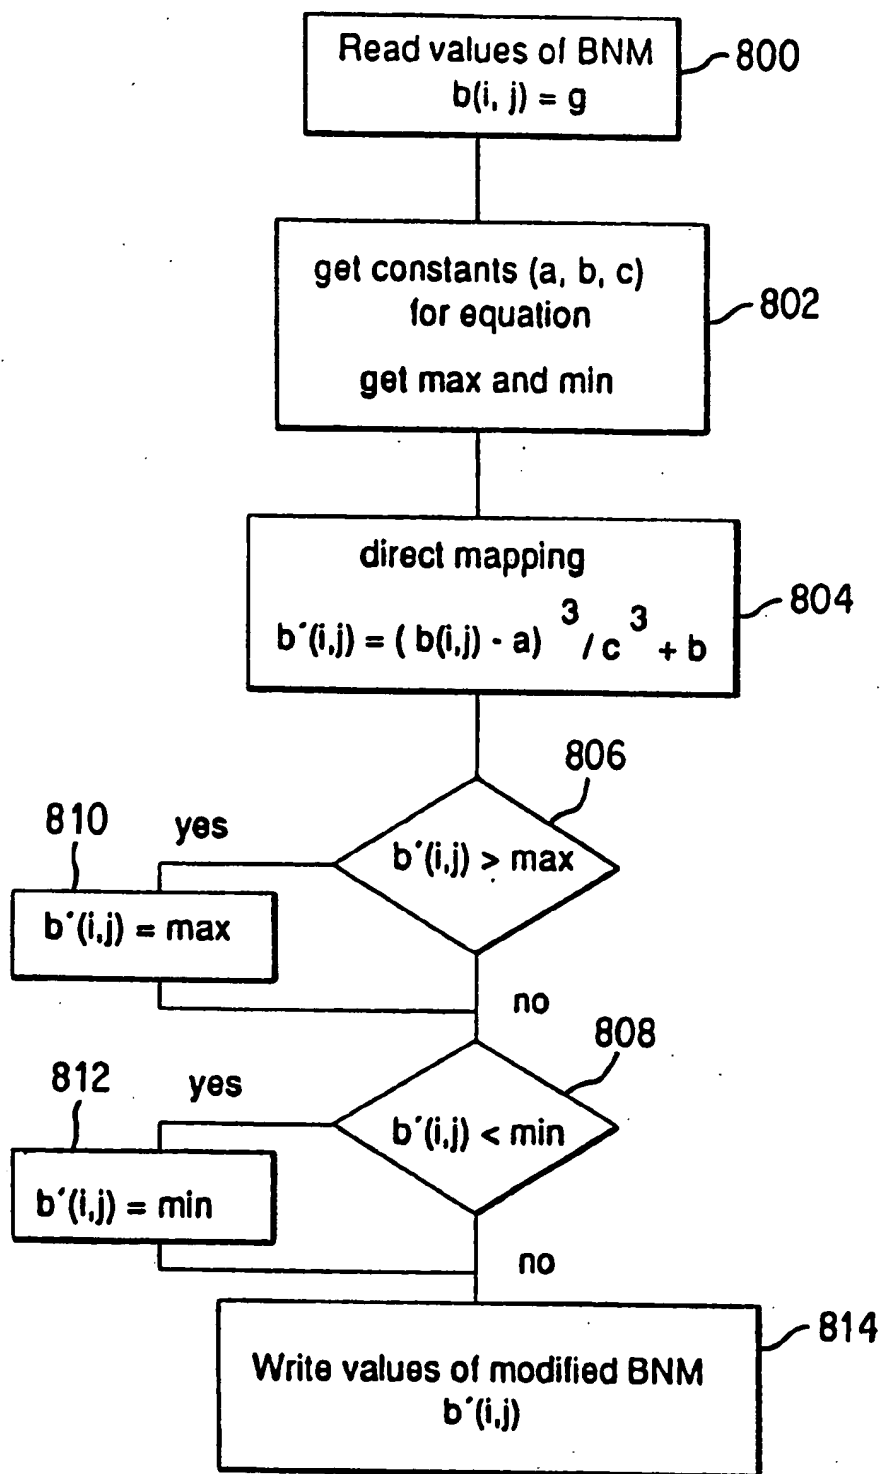 Read values of BNM
b(i, j) = g
800
get constants (a, b, c)
for equation
get max and min
802
direct mapping
b´(i,j) = ( b(i,j) - a) ³ / c ³ + b
804
806
b´(i,j) > max
yes
810
b´(i,j) = max
no
808
b´(i,j) < min
yes
812
b´(i,j) = min
no
814
Write values of modified BNM
b´(i,j)